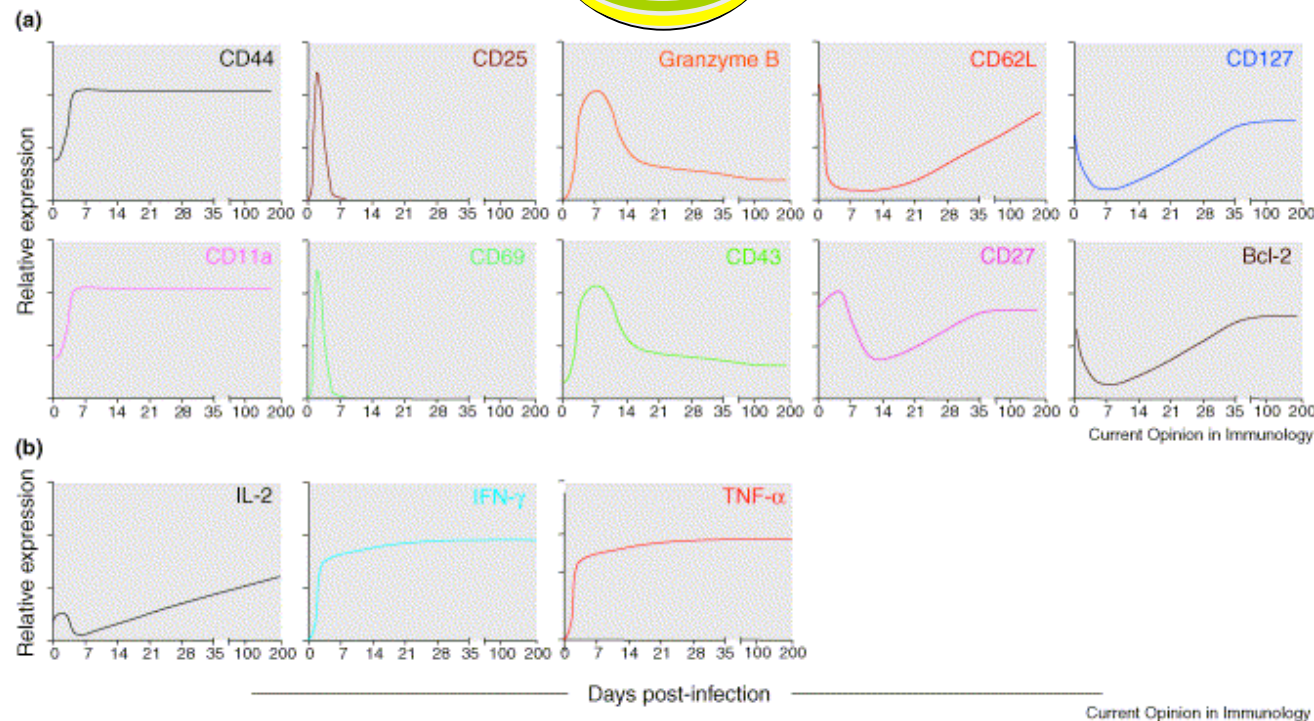 (a)
Relative expression
CD44
0 7 14 21 28 35 100 200
CD25
0 7 14 21 28 35 100 200
Granzyme B
0 7 14 21 28 35 100 200
CD62L
0 7 14 21 28 35 100 200
CD127
0 7 14 21 28 35 100 200
CD11a
0 7 14 21 28 35 100 200
CD69
0 7 14 21 28 35 100 200
CD43
0 7 14 21 28 35 100 200
CD27
0 7 14 21 28 35 100 200
Bcl-2
0 7 14 21 28 35 100 200
Current Opinion in Immunology
(b)
Relative expression
IL-2
0 7 14 21 28 35 100 200
IFN-γ
0 7 14 21 28 35 100 200
TNF-α
0 7 14 21 28 35 100 200
Days post-infection
Current Opinion in Immunology